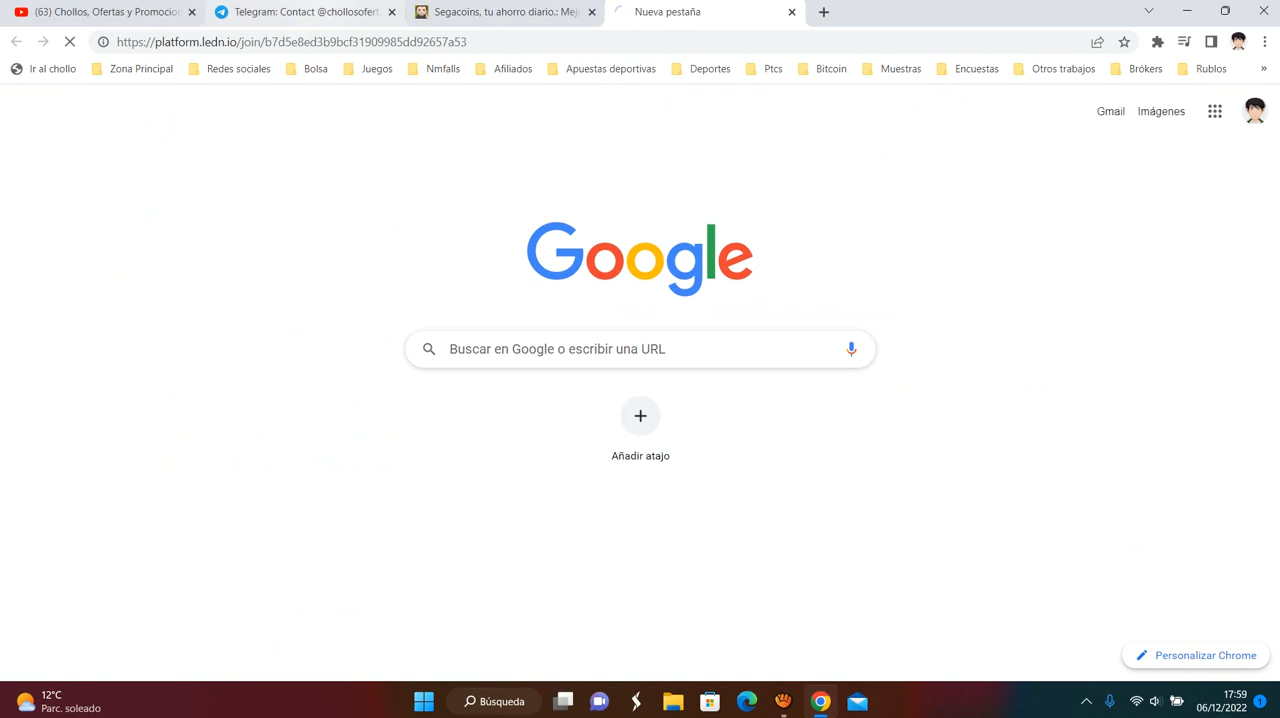 (63) Chollos, Ofertas y Promocion
Telegram: Contact @chollosofert
Segacoins, tu ahorro diario.: Mejo
Nueva pestaña
https://platform.ledn.io/join/b7d5e8ed3b9bcf31909985dd92657a53
Ir al chollo
Zona Principal
Redes sociales
Bolsa
Juegos
Nmfalls
Afiliados
Apuestas deportivas
Deportes
Ptcs
Bitcoin
Muestras
Encuestas
Otros trabajos
Brókers
Rublos
»
Gmail
Imágenes
Google
Buscar en Google o escribir una URL
Añadir atajo
Personalizar Chrome
12°C
Parc. soleado
Búsqueda
17:59
06/12/2022
1